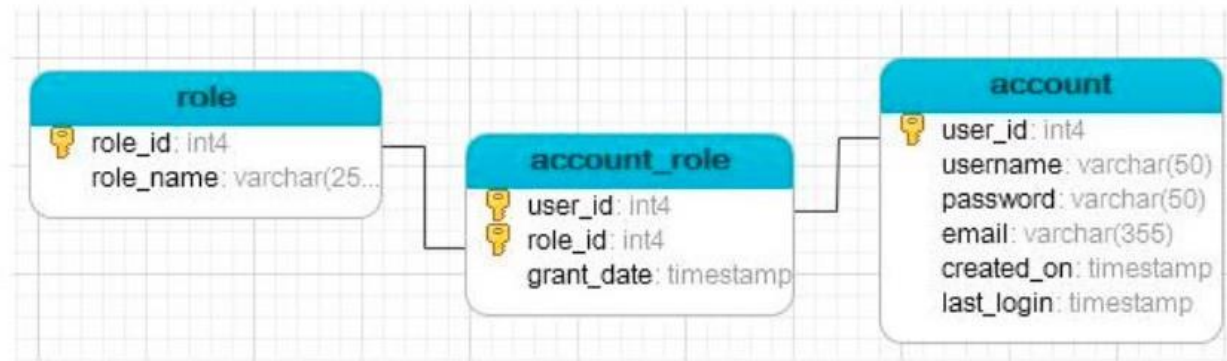 role
role_id: int4
role_name: varchar(25...
account_role
user_id: int4
role_id: int4
grant_date: timestamp
account
user_id: int4
username: varchar(50)
password: varchar(50)
email: varchar(355)
created_on: timestamp
last_login: timestamp